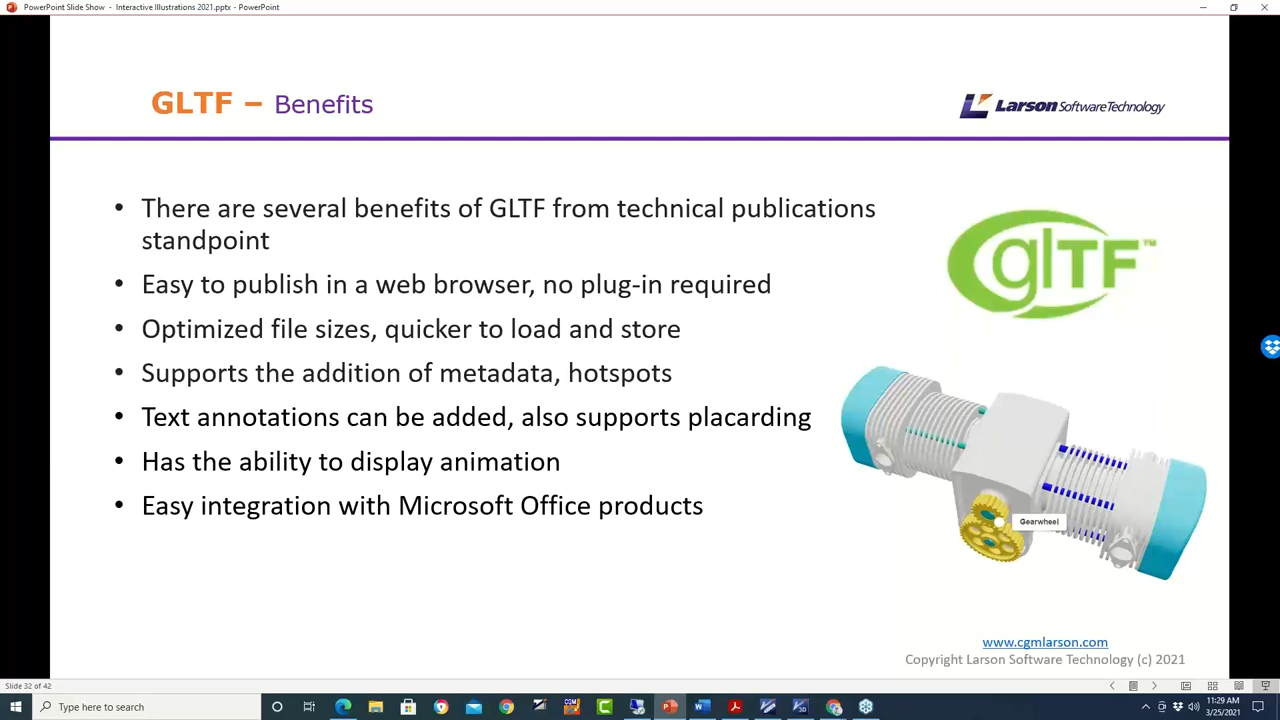 PowerPoint Slide Show - Interactive Illustrations 2021.pptx - PowerPoint
GLTF – Benefits
Larson Software Technology
• There are several benefits of GLTF from technical publications
standpoint
• Easy to publish in a web browser, no plug-in required
• Optimized file sizes, quicker to load and store
• Supports the addition of metadata, hotspots
• Text annotations can be added, also supports placarding
• Has the ability to display animation
• Easy integration with Microsoft Office products
glTF™
Gearwheel
www.cgmlarson.com
Copyright Larson Software Technology (c) 2021
Slide 32 of 42
Type here to search
11:29 AM
3/25/2021